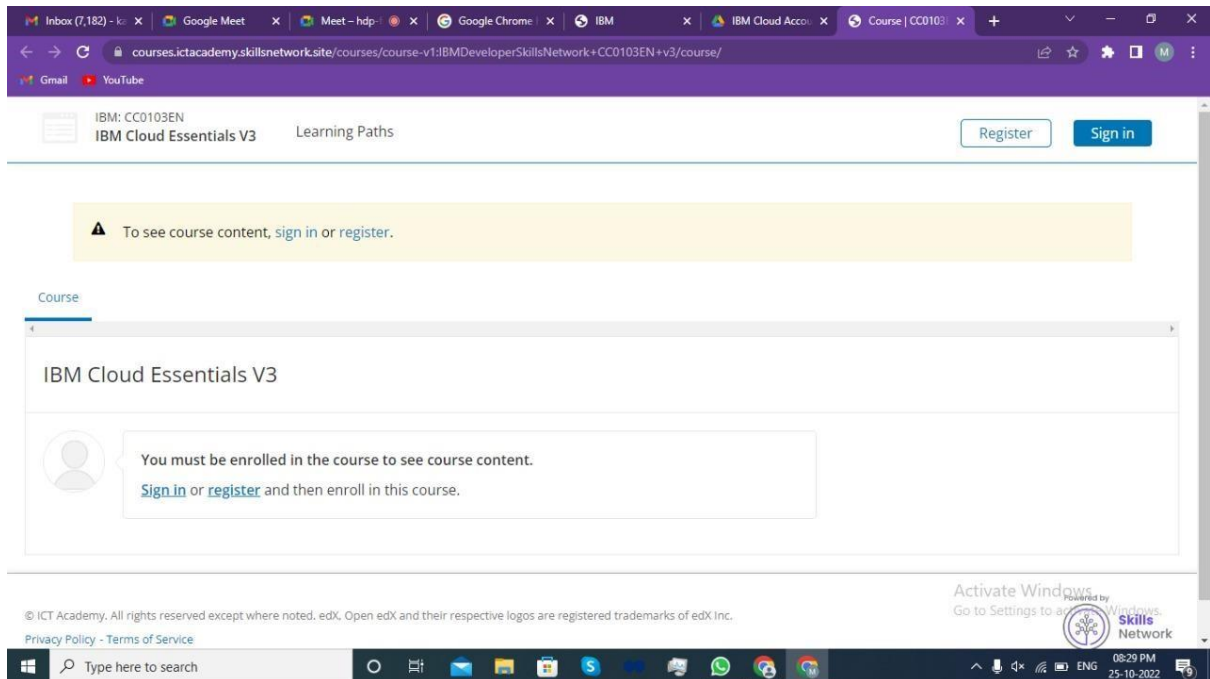 Inbox (7,182) - ka
Google Meet
Meet – hdp-
Google Chrome
IBM
IBM Cloud Accou
Course | CC0103
courses.ictacademy.skillsnetwork.site/courses/course-v1:IBMDeveloperSkillsNetwork+CC0103EN+v3/course/
M
Gmail
YouTube
IBM: CC0103EN
IBM Cloud Essentials V3
Learning Paths
Register
Sign in
To see course content, sign in or register.
Course
IBM Cloud Essentials V3
You must be enrolled in the course to see course content.
Sign in or register and then enroll in this course.
Activate Windows
Go to Settings to activate Windows.
Powered by
Skills
Network
© ICT Academy. All rights reserved except where noted. edX, Open edX and their respective logos are registered trademarks of edX Inc.
Privacy Policy - Terms of Service
Type here to search
ENG
08:29 PM
25-10-2022